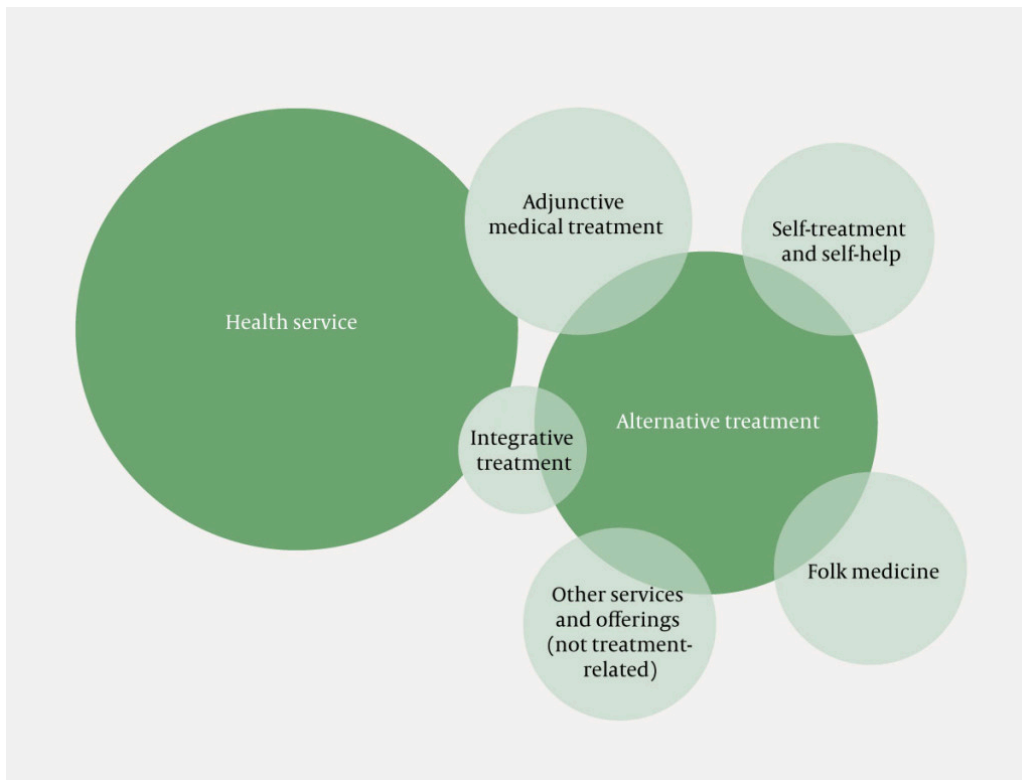 Adjunctive
medical treatment
Self-treatment
and self-help
Health service
Alternative treatment
Integrative
treatment
Folk medicine
Other services
and offerings
(not treatment-
related)